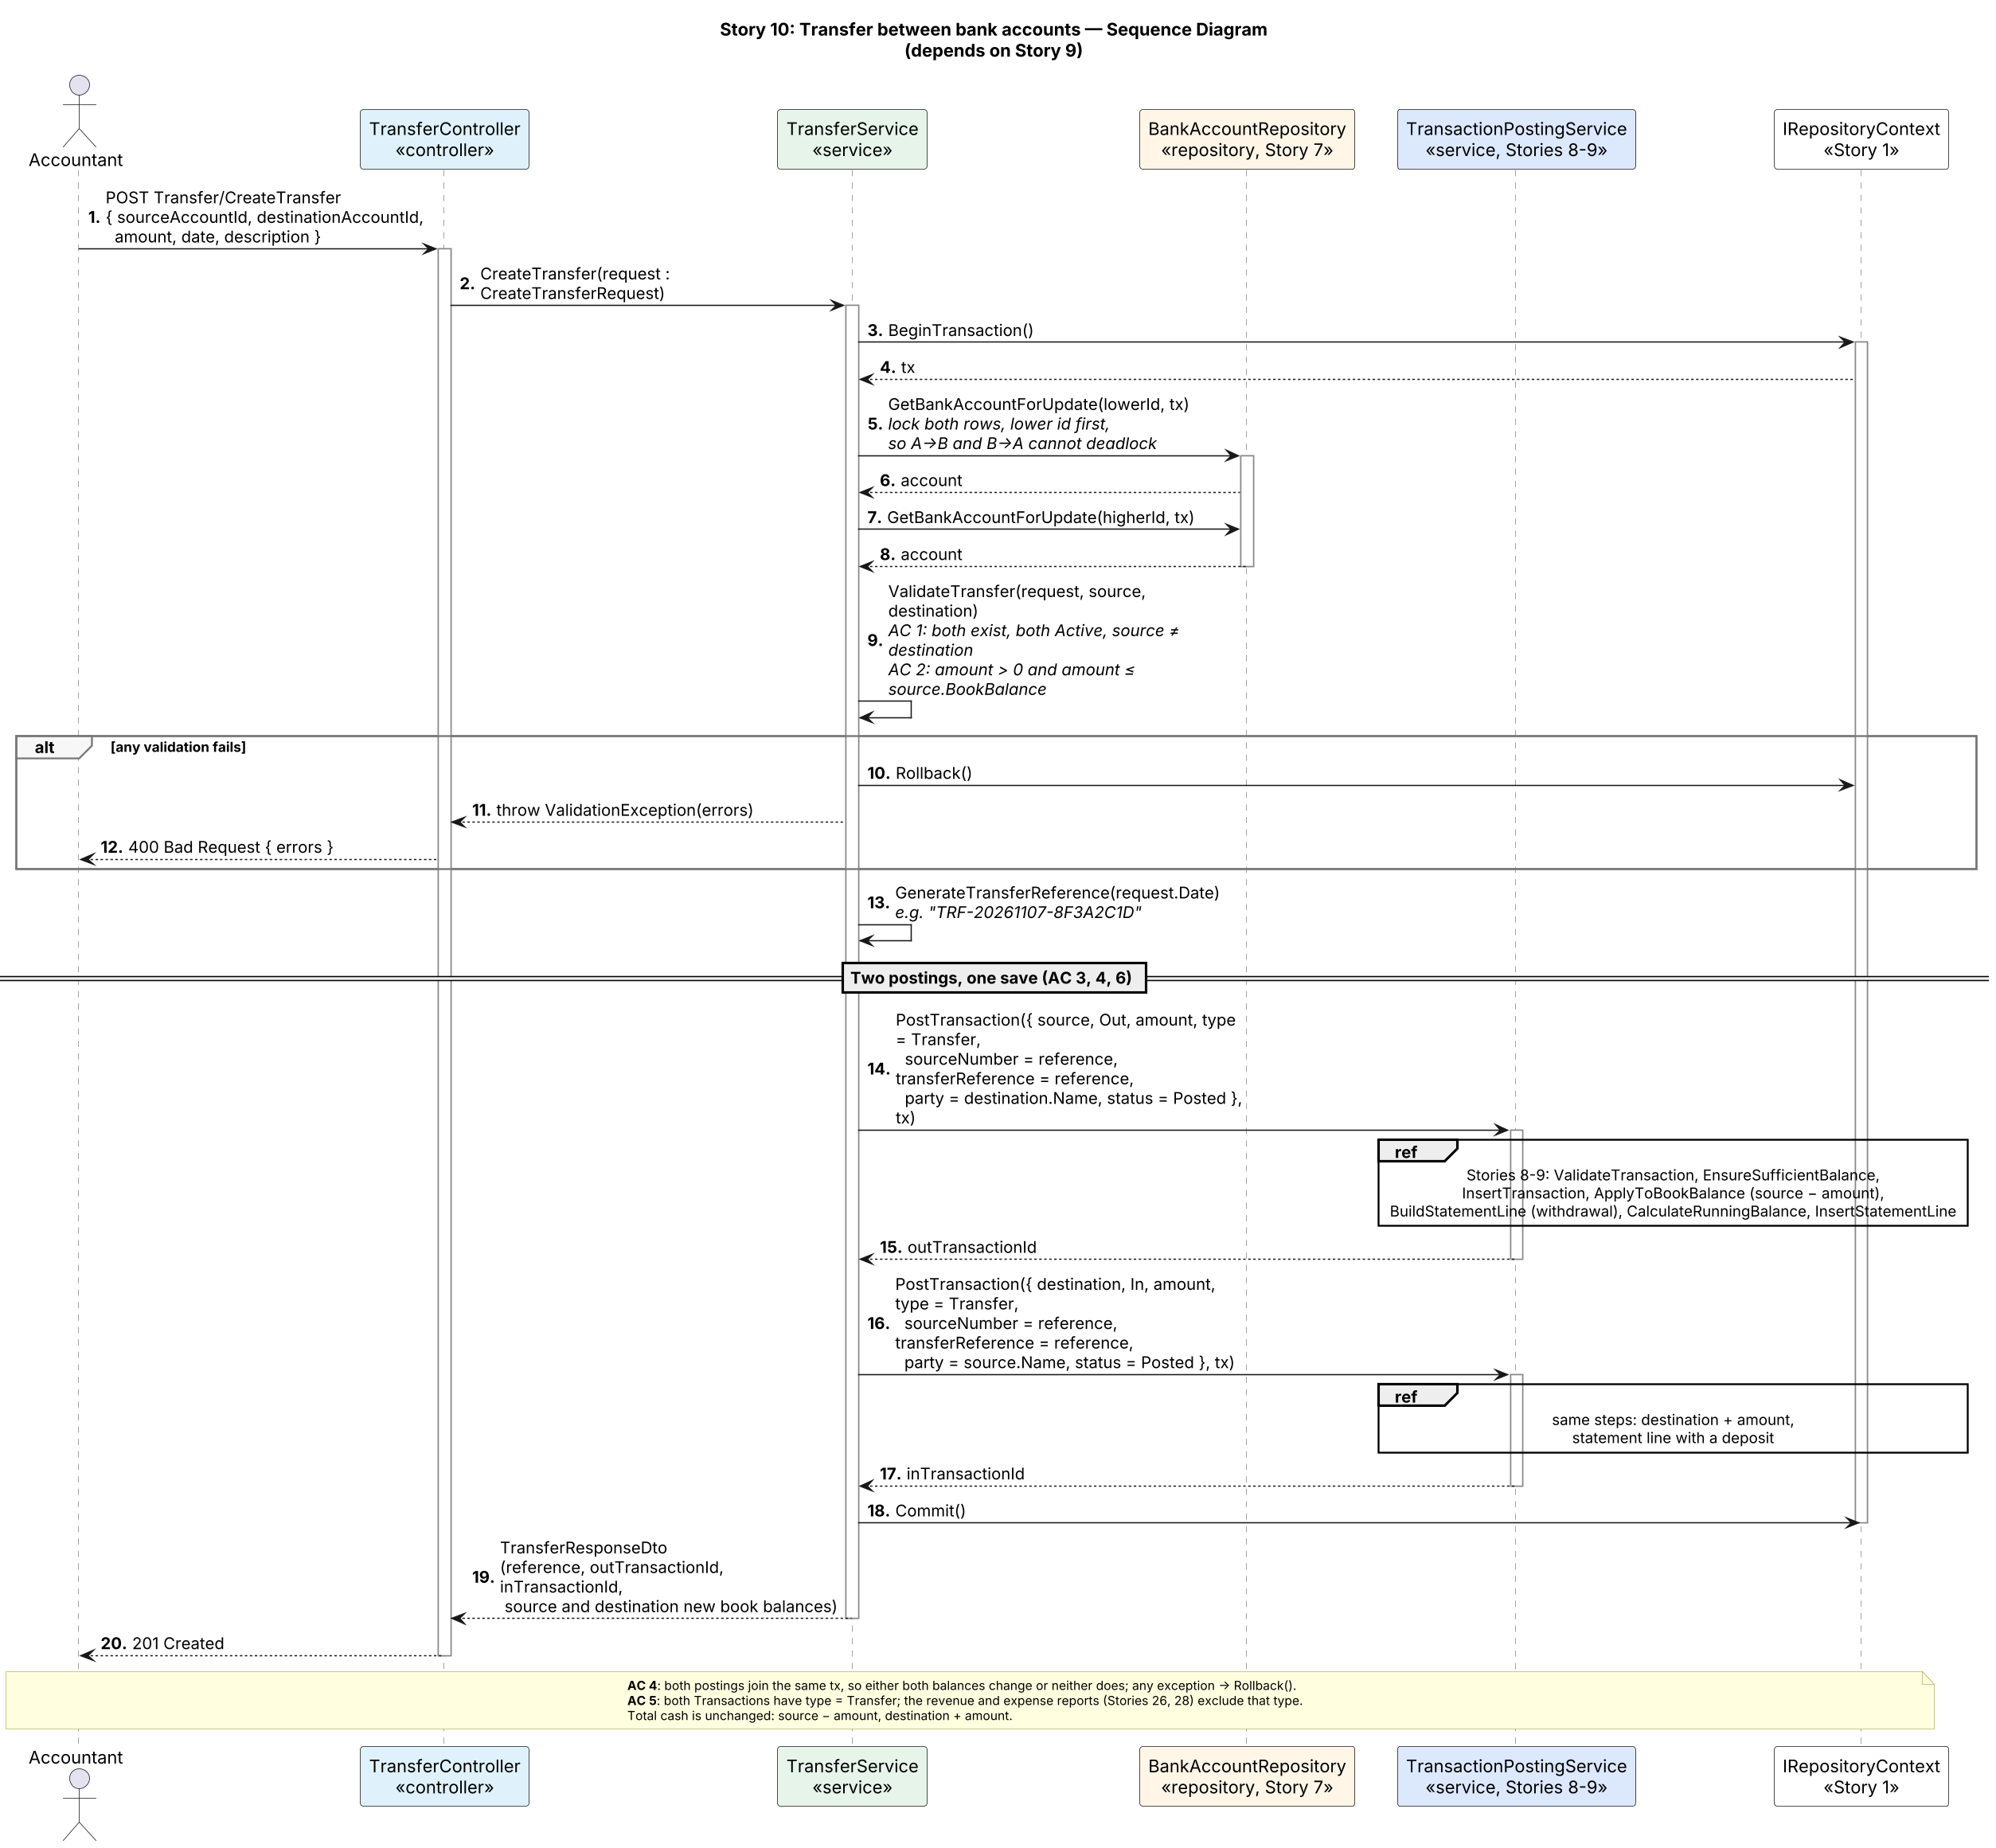 Story 10: Transfer between bank accounts — Sequence Diagram
(depends on Story 9)
Accountant
TransferController
«controller»
TransferService
«service»
BankAccountRepository
«repository, Story 7»
TransactionPostingService
«service, Stories 8-9»
IRepositoryContext
«Story 1»
1. POST Transfer/CreateTransfer
{ sourceAccountId, destinationAccountId,
amount, date, description }
2. CreateTransfer(request :
CreateTransferRequest)
3. BeginTransaction()
4. tx
5. GetBankAccountForUpdate(lowerId, tx)
lock both rows, lower id first,
so A→B and B→A cannot deadlock
6. account
7. GetBankAccountForUpdate(higherId, tx)
8. account
9. ValidateTransfer(request, source,
destination)
AC 1: both exist, both Active, source ≠
destination
AC 2: amount > 0 and amount ≤
source.BookBalance
alt [any validation fails]
10. Rollback()
11. throw ValidationException(errors)
12. 400 Bad Request { errors }
13. GenerateTransferReference(request.Date)
e.g. "TRF-20261107-8F3A2C1D"
Two postings, one save (AC 3, 4, 6)
14. PostTransaction({ source, Out, amount, type
= Transfer,
sourceNumber = reference,
transferReference = reference,
party = destination.Name, status = Posted },
tx)
ref
Stories 8-9: ValidateTransaction, EnsureSufficientBalance,
InsertTransaction, ApplyToBookBalance (source − amount),
BuildStatementLine (withdrawal), CalculateRunningBalance, InsertStatementLine
15. outTransactionId
16. PostTransaction({ destination, In, amount,
type = Transfer,
sourceNumber = reference,
transferReference = reference,
party = source.Name, status = Posted }, tx)
ref
same steps: destination + amount,
statement line with a deposit
17. inTransactionId
18. Commit()
19. TransferResponseDto
(reference, outTransactionId,
inTransactionId,
source and destination new book balances)
20. 201 Created
AC 4: both postings join the same tx, so either both balances change or neither does; any exception → Rollback().
AC 5: both Transactions have type = Transfer; the revenue and expense reports (Stories 26, 28) exclude that type.
Total cash is unchanged: source − amount, destination + amount.
Accountant
TransferController
«controller»
TransferService
«service»
BankAccountRepository
«repository, Story 7»
TransactionPostingService
«service, Stories 8-9»
IRepositoryContext
«Story 1»